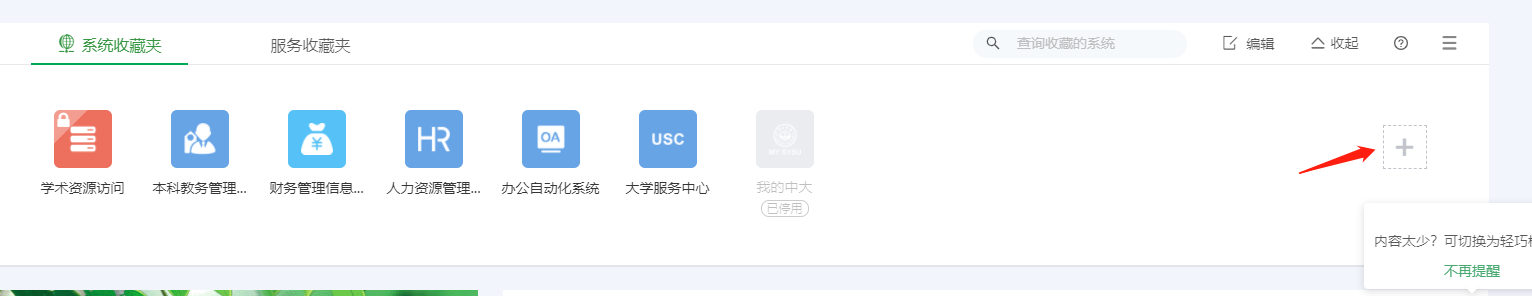 系统收藏夹
服务收藏夹
查询收藏的系统
编辑
收起
学术资源访问
本科教务管理...
财务管理信息...
HR
人力资源管理...
OA
办公自动化系统
USC
大学服务中心
我的中大
已停用
内容太少？可切换为轻巧
不再提醒